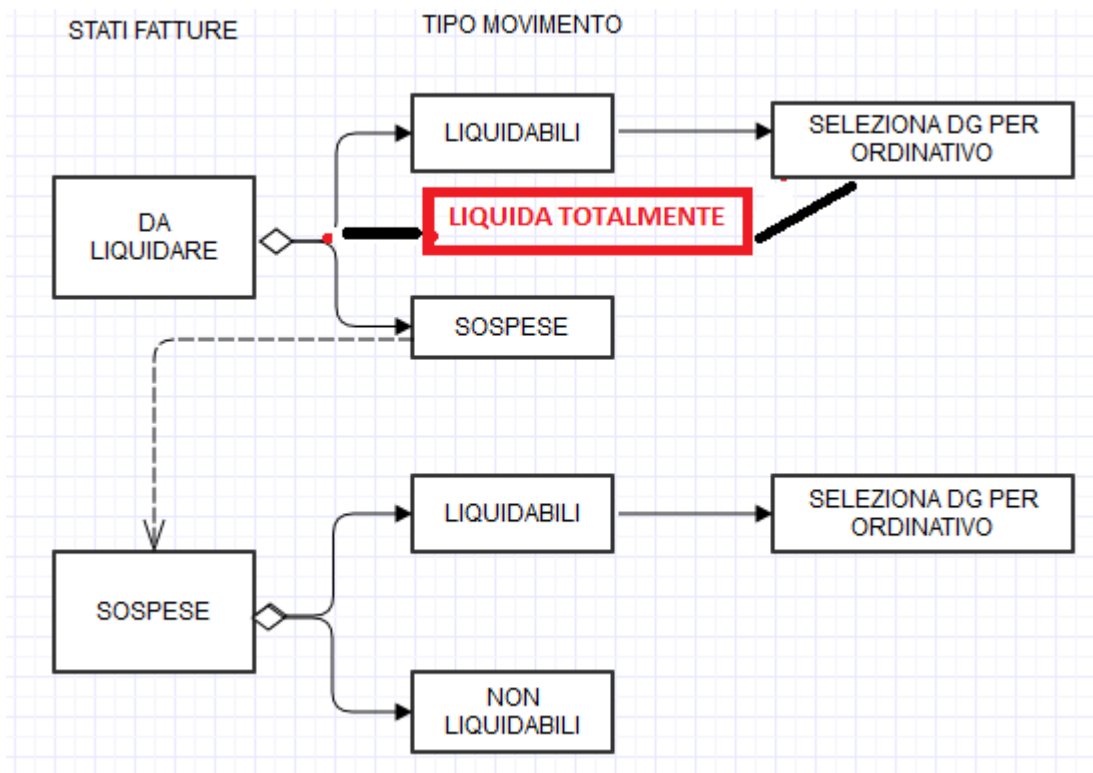 STATI FATTURE
TIPO MOVIMENTO
LIQUIDABILI
SELEZIONA DG PER
ORDINATIVO
DA
LIQUIDARE
LIQUIDA TOTALMENTE
SOSPESE
LIQUIDABILI
SELEZIONA DG PER
ORDINATIVO
SOSPESE
NON
LIQUIDABILI